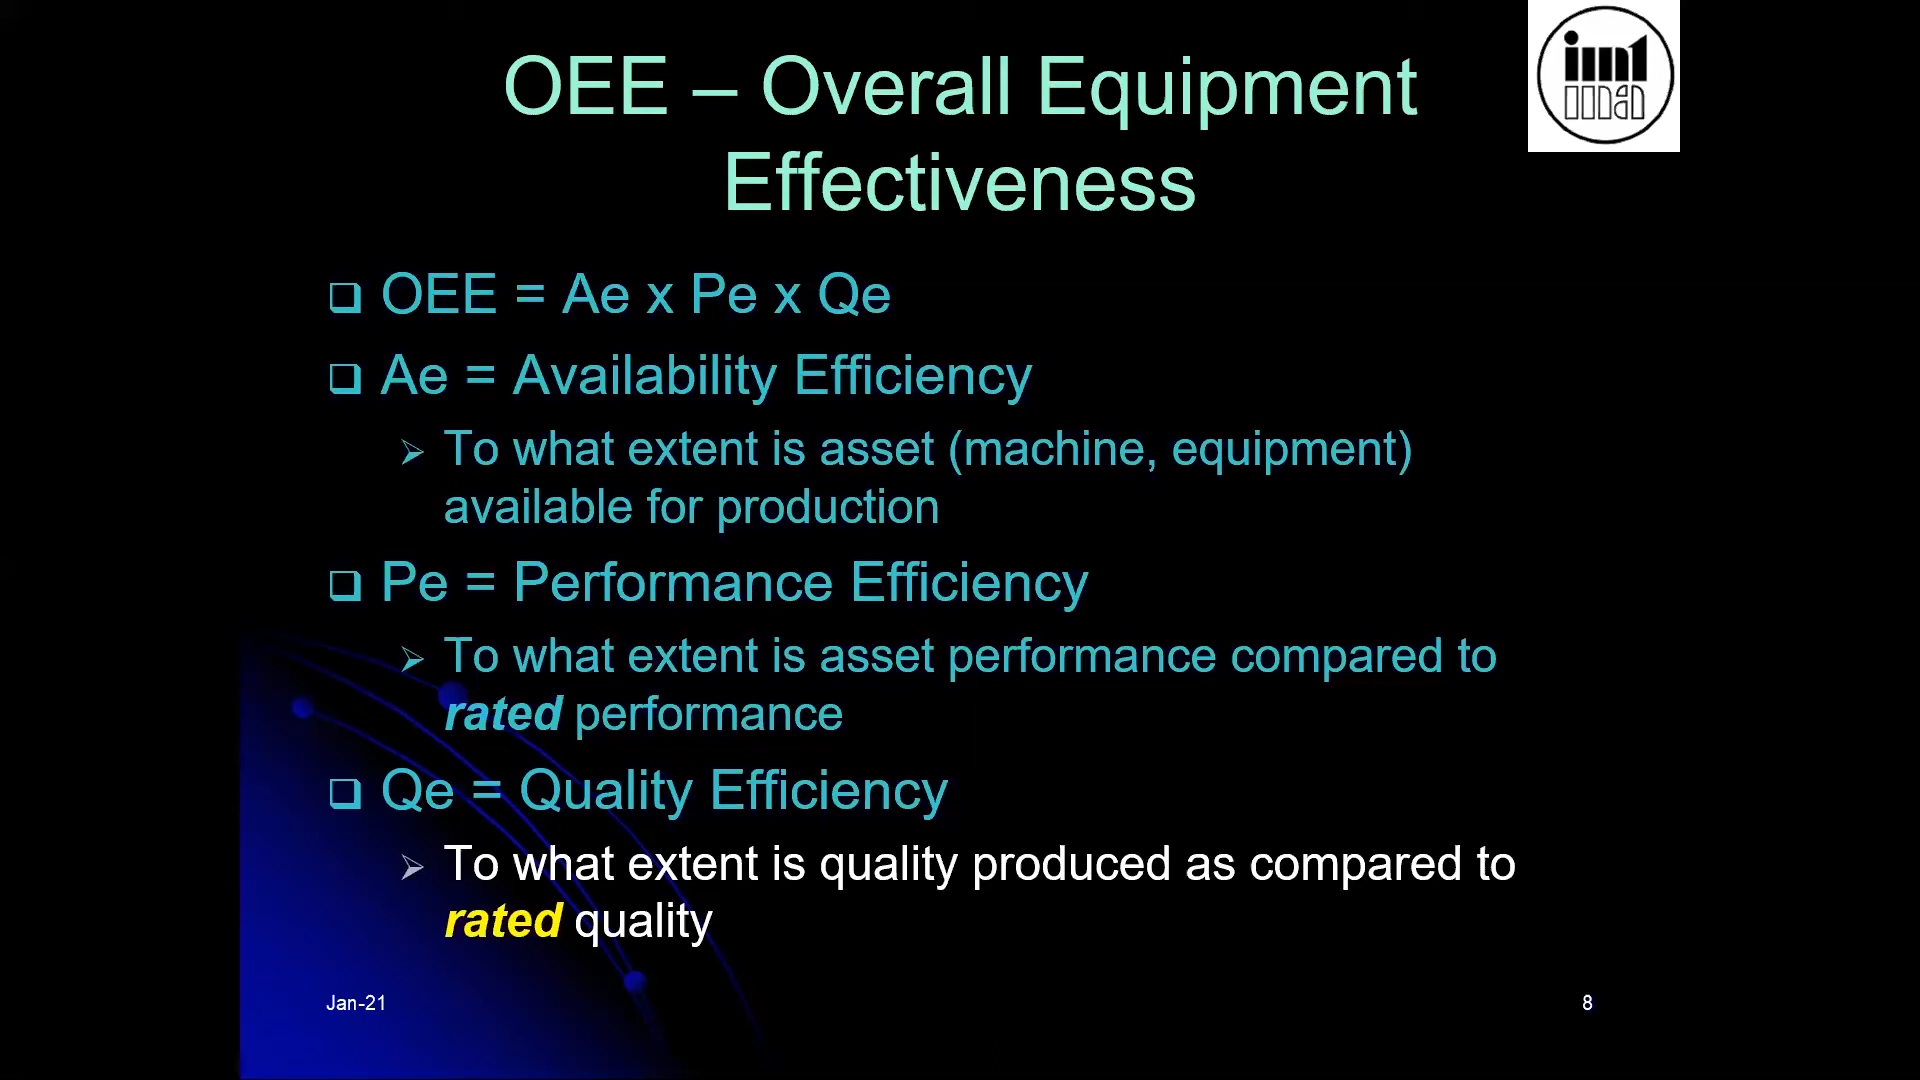 OEE – Overall Equipment
Effectiveness
OEE = Ae x Pe x Qe
Ae = Availability Efficiency
To what extent is asset (machine, equipment)
available for production
Pe = Performance Efficiency
To what extent is asset performance compared to
rated performance
Qe = Quality Efficiency
To what extent is quality produced as compared to
rated quality
Jan-21
8